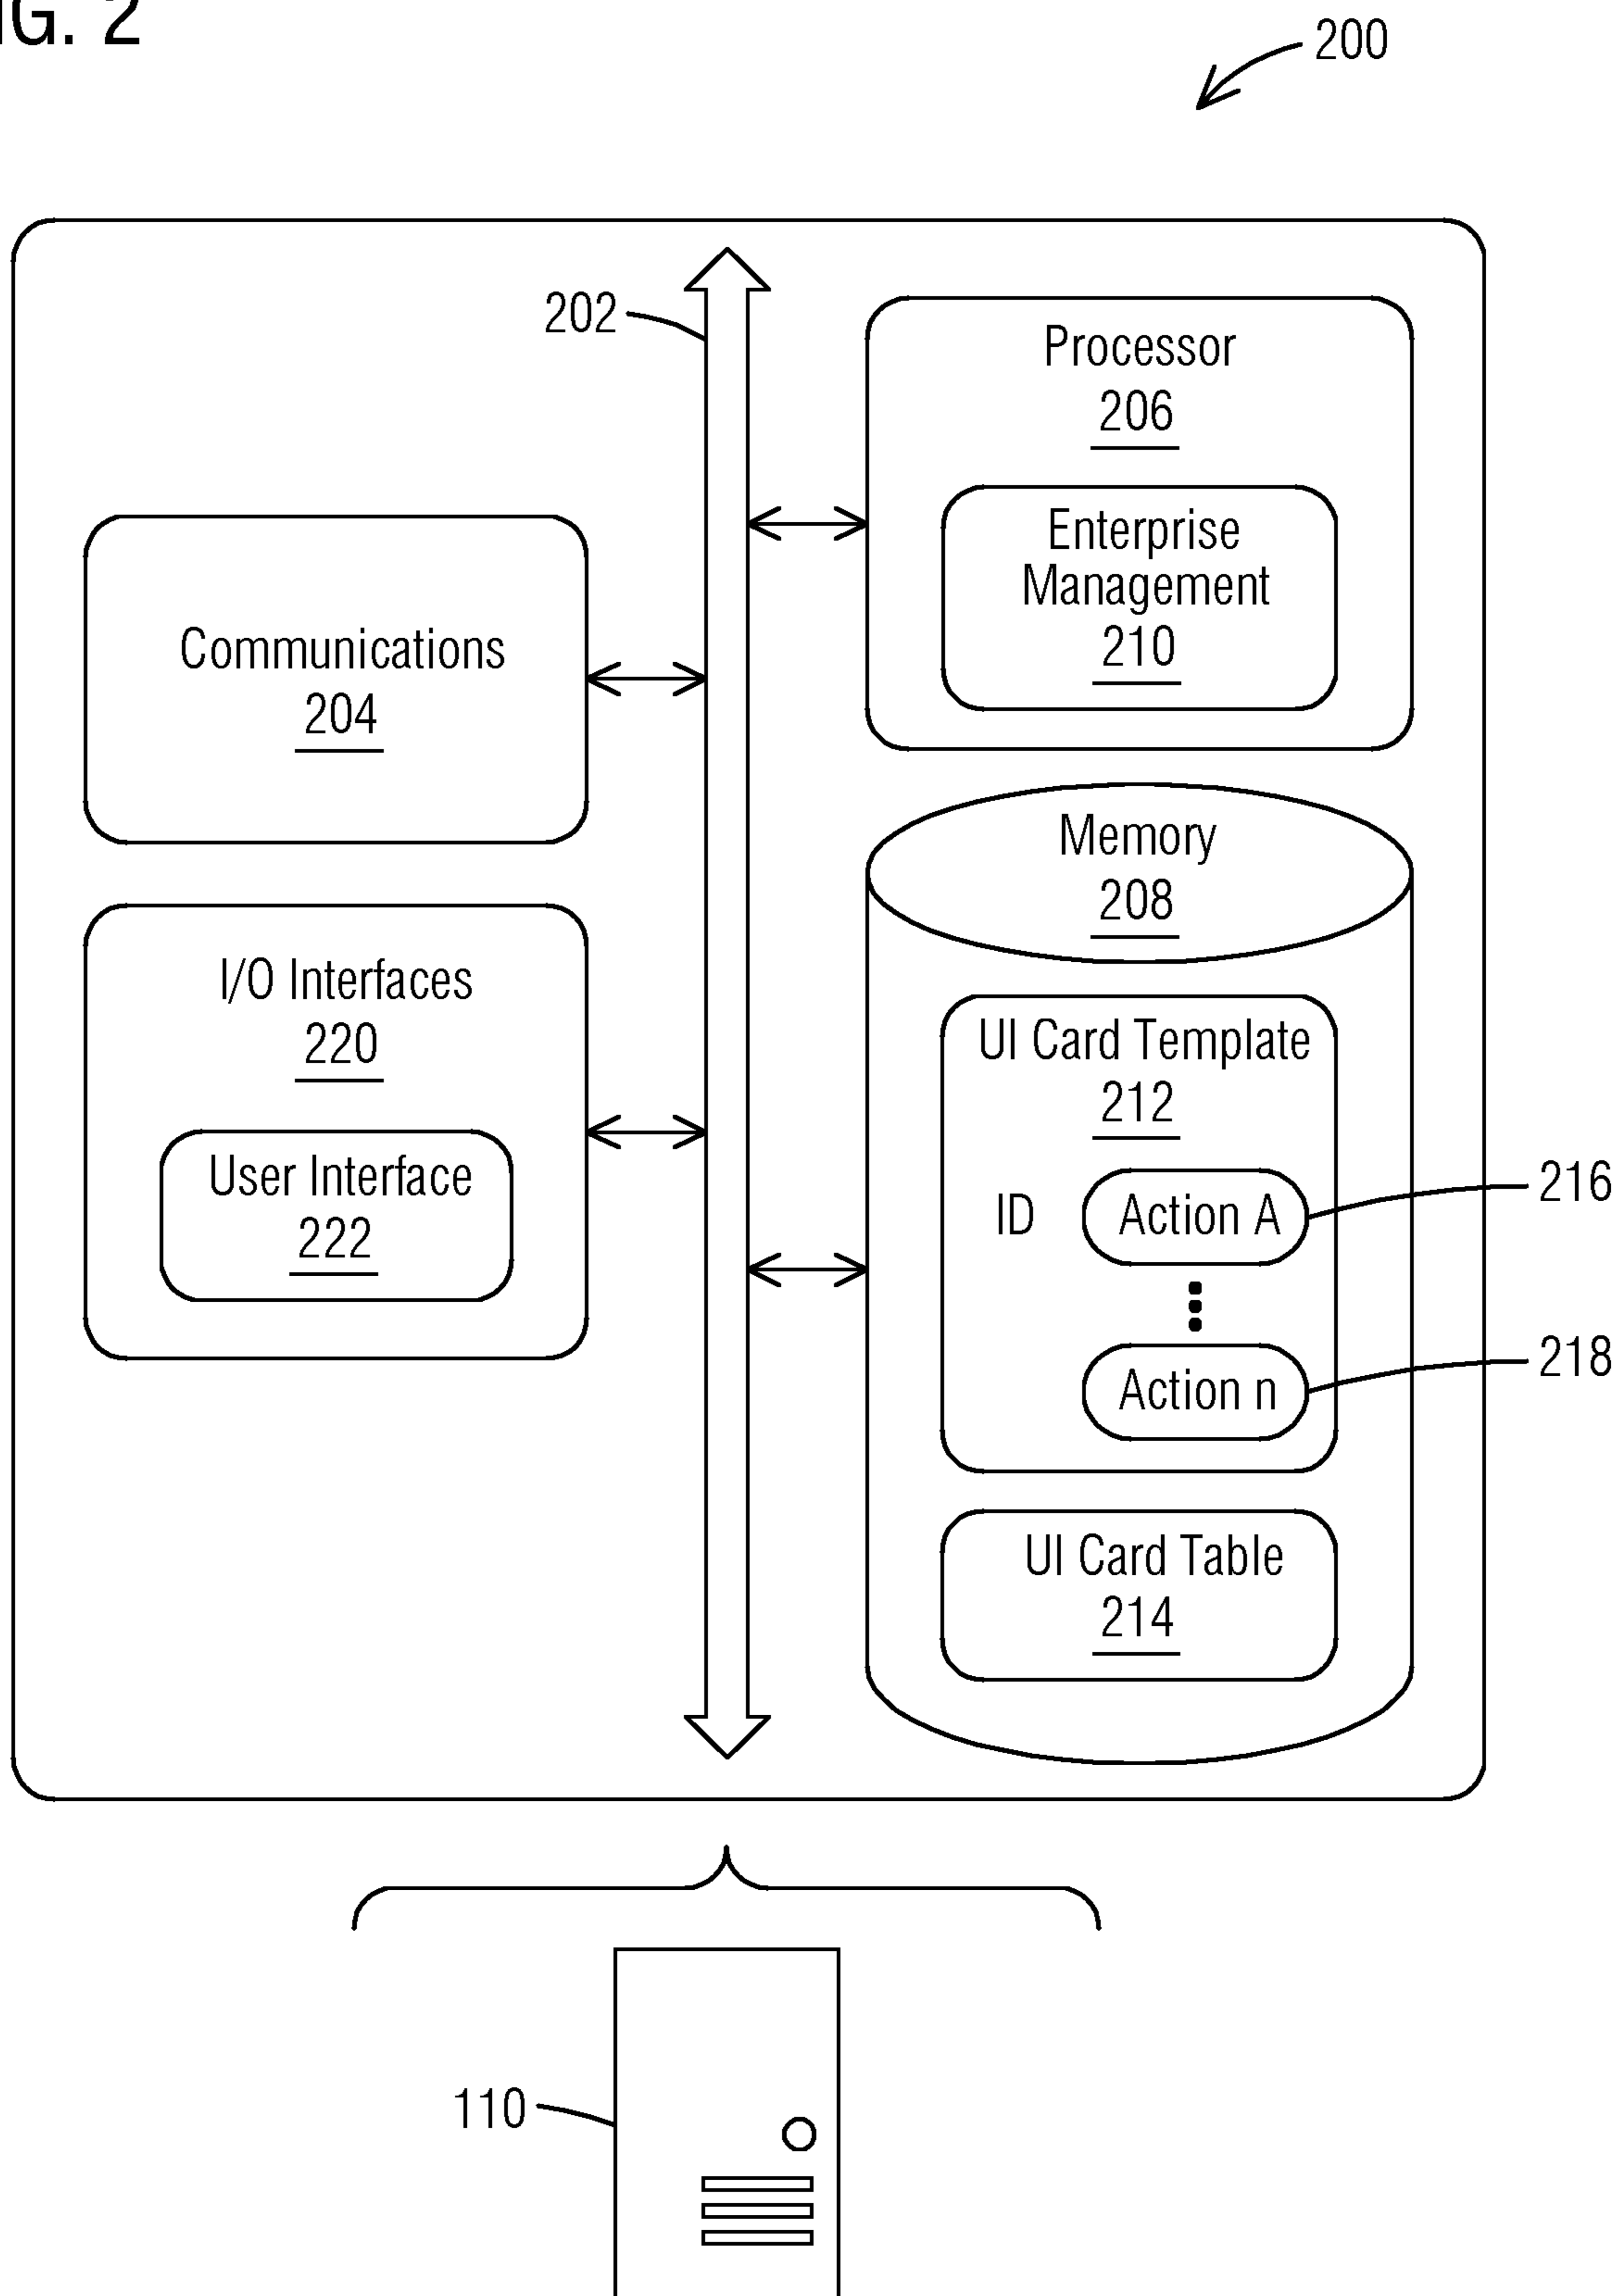 IG. 2
200
202
Processor
206
Enterprise
Management
210
Communications
204
Memory
208
I/O Interfaces
220
User Interface
222
UI Card Template
212
ID
Action A
216
Action n
218
UI Card Table
214
110